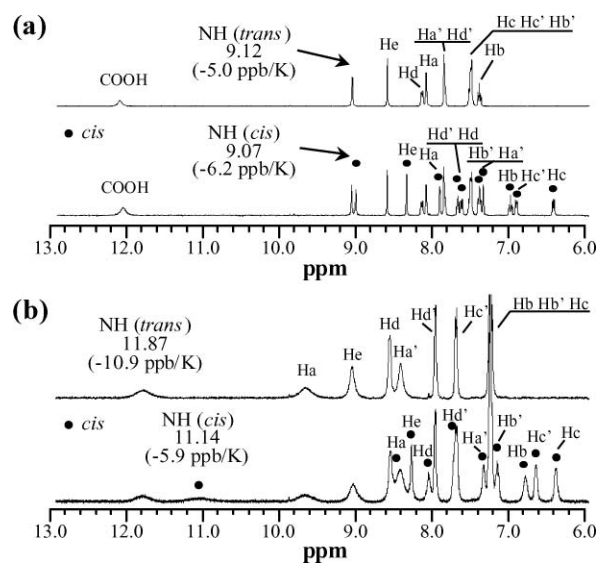 (a)
NH (trans)
9.12
(-5.0 ppb/K)
COOH
He
Hd
Ha
Ha’ Hd’
Hc Hc’ Hb’
Hb
● cis
NH (cis)
9.07
(-6.2 ppb/K)
COOH
He
Ha
Hd’ Hd
Hb’ Ha’
Hb
Hc’
Hc
13.0 12.0 11.0 10.0 9.0 8.0 7.0 6.0
ppm
(b)
NH (trans)
11.87
(-10.9 ppb/K)
Ha
He
Hd
Ha’
Hd’
Hc’
Hb Hb’ Hc
● cis
NH (cis)
11.14
(-5.9 ppb/K)
Ha
He
Hd
Hd’
Ha’
Hb’
Hb
Hc’
Hc
13.0 12.0 11.0 10.0 9.0 8.0 7.0 6.0
ppm